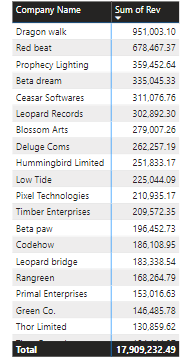 Company Name Sum of Rev
Dragon walk 951,003.10
Red beat 678,467.37
Prophecy Lighting 359,452.64
Beta dream 335,045.33
Ceasar Softwares 311,076.76
Leopard Records 302,892.30
Blossom Arts 279,007.26
Deluge Coms 262,257.19
Hummingbird Limited 251,833.17
Low Tide 225,044.09
Pixel Technologies 210,935.17
Timber Enterprises 209,572.35
Beta paw 196,452.73
Codehow 186,108.95
Leopard bridge 183,338.54
Rangreen 168,264.79
Primal Enterprises 153,016.63
Green Co. 146,485.78
Thor Limited 130,859.62
Total 17,909,232.49